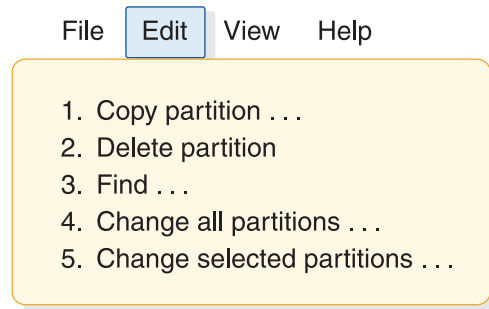 File Edit View Help
1. Copy partition . . .
2. Delete partition
3. Find . . .
4. Change all partitions . . .
5. Change selected partitions . . .